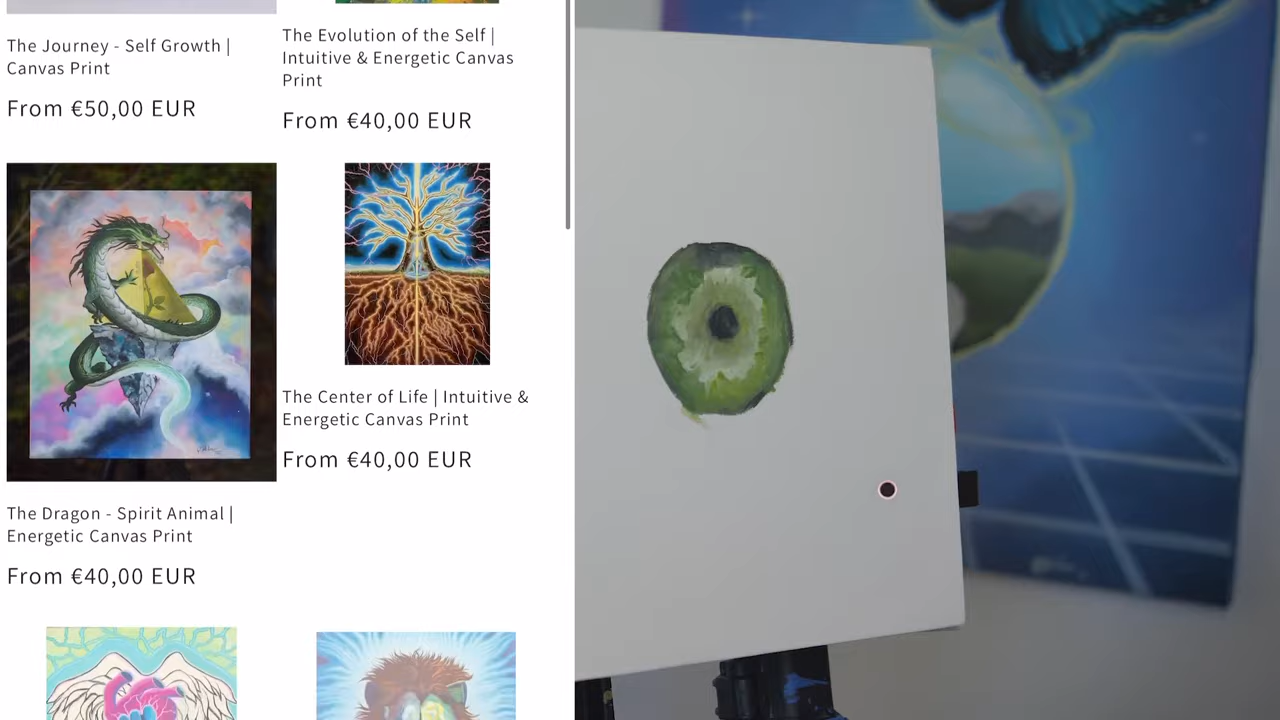 The Journey - Self Growth |
Canvas Print
From €50,00 EUR
The Evolution of the Self |
Intuitive & Energetic Canvas
Print
From €40,00 EUR
The Dragon - Spirit Animal |
Energetic Canvas Print
From €40,00 EUR
The Center of Life | Intuitive &
Energetic Canvas Print
From €40,00 EUR